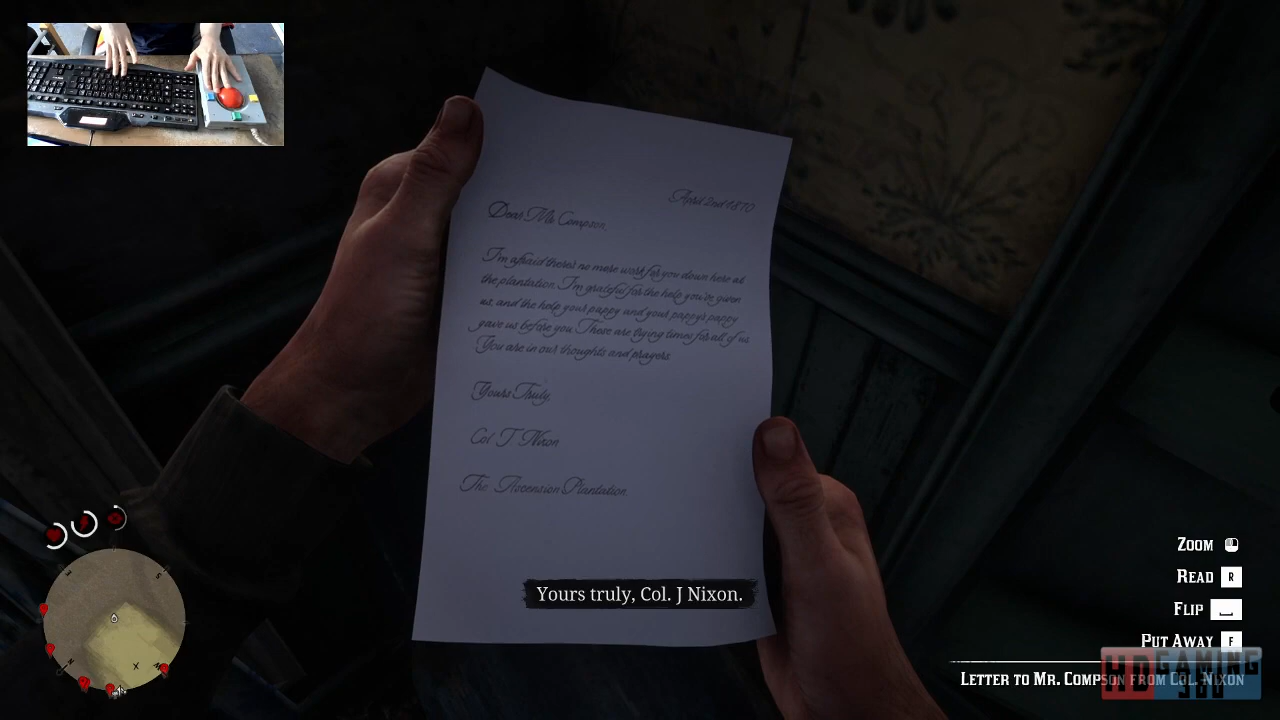 April 2nd 1870
Dear Mr Compson,
I'm afraid there's no more work for you down here at
the plantation. I'm grateful for the help you've given
us, and the help your pappy and your pappy's pappy
gave us before you. These are trying times for all of us
You are in our thoughts and prayers
Yours Truly,
Col J Nixon
The Ascension Plantation
Yours truly, Col. J Nixon.
ZOOM
READ R
FLIP
PUT AWAY F
LETTER TO MR. COMPSON FROM COL. NIXON
HD GAMING
380